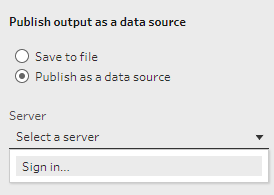 Publish output as a data source
Save to file
Publish as a data source
Server
Select a server
Sign in...